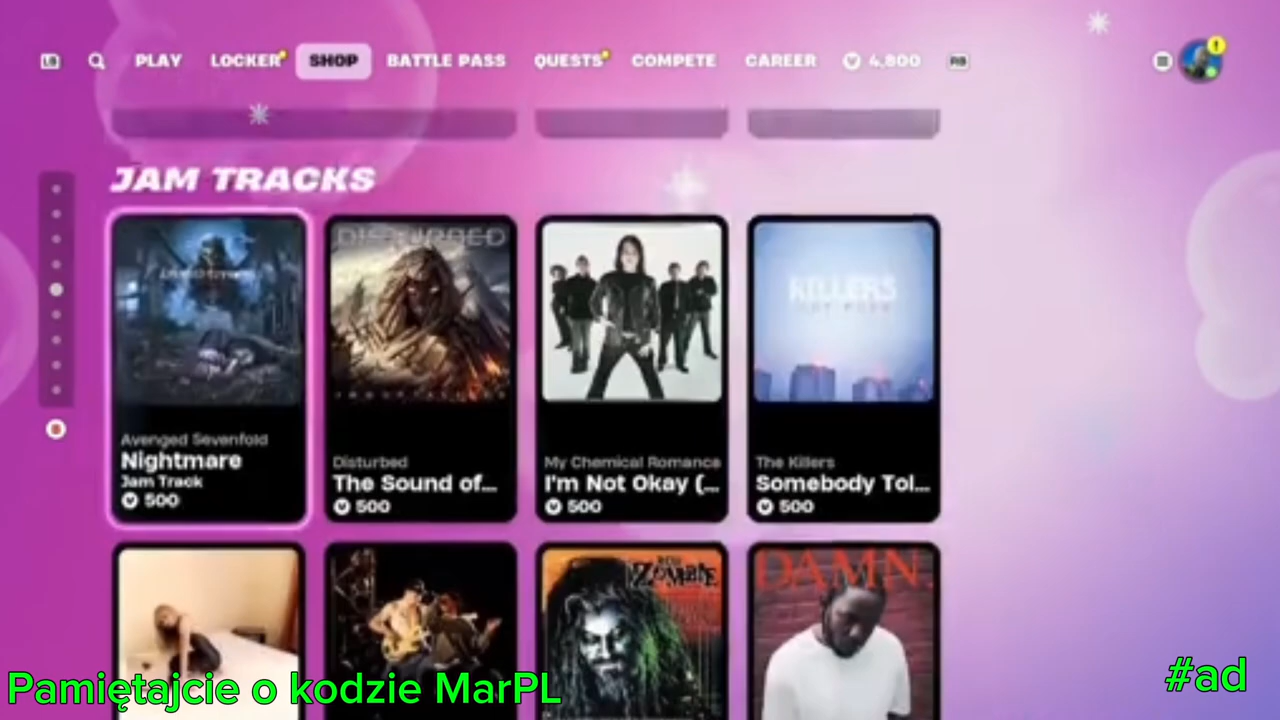 LB PLAY LOCKER SHOP BATTLE PASS QUESTS COMPETE CAREER 4,800 RB
JAM TRACKS
DISTURBED
KILLERS
Avenged Sevenfold
Nightmare
Jam Track
500
Disturbed
The Sound of...
500
My Chemical Romance
I'm Not Okay (...
500
The Killers
Somebody Tol...
500
ZOMBIE
DAMN.
Pamiętajcie o kodzie MarPL
#ad